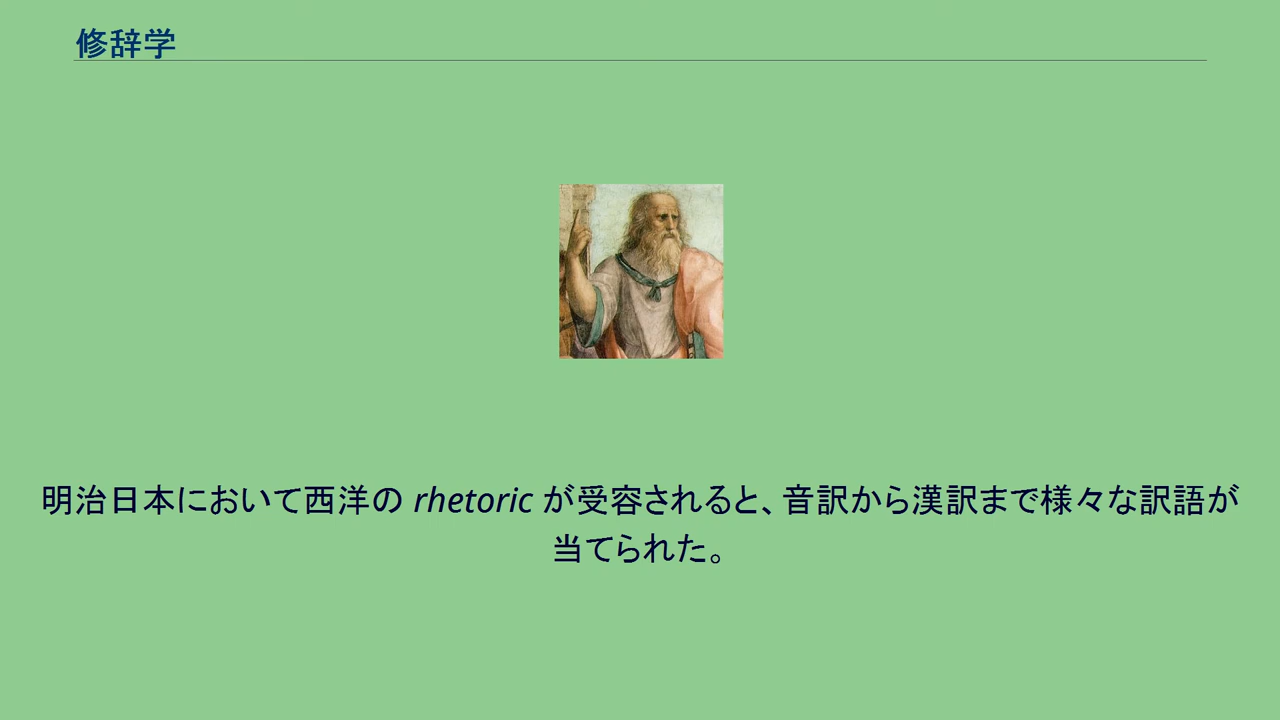 修辞学
明治日本において西洋の rhetoric が受容されると、音訳から漢訳まで様々な訳語が
当てられた。